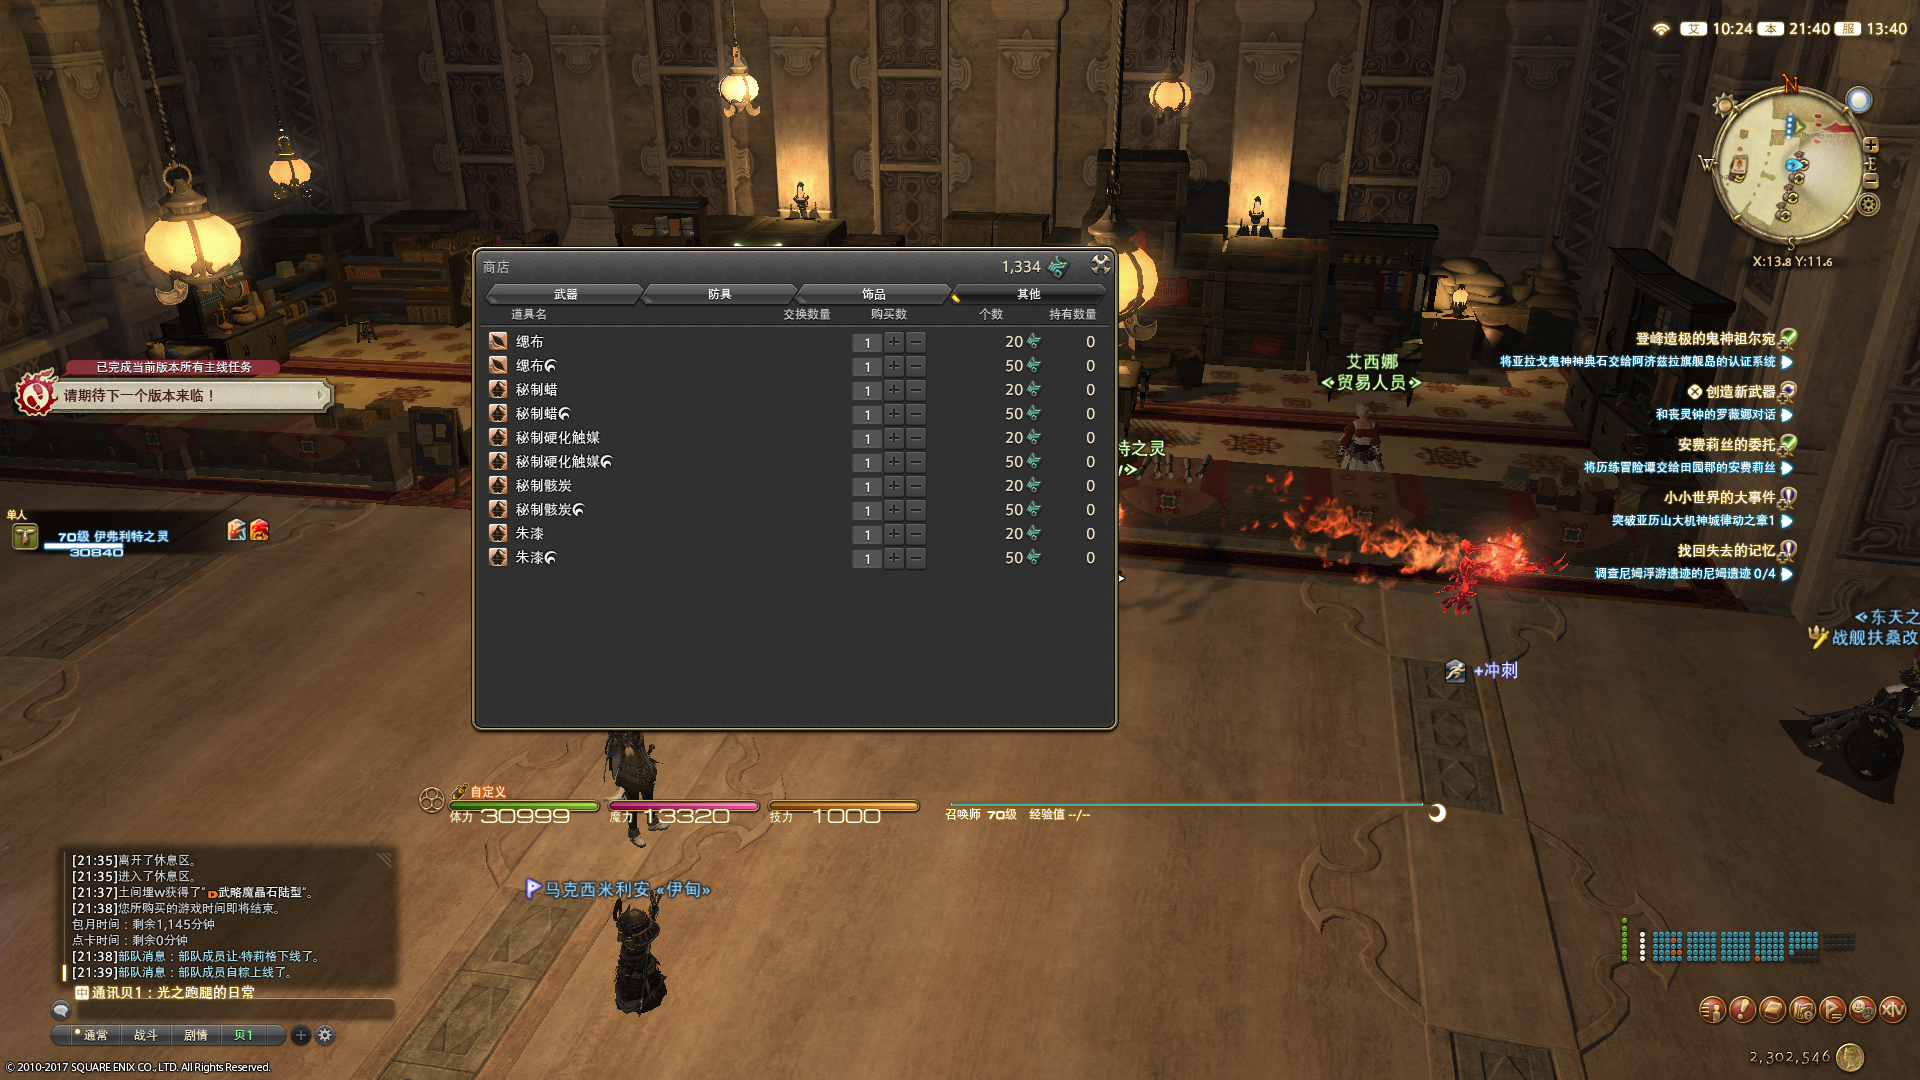 艾 10:24 本 21:40 服 13:40
N
W
E
S
X:13.8 Y:11.6
商店
1,334
武器 防具 饰品 其他
道具名 交换数量 购买数 个数 持有数量
缌布 1 20 0
缌布 1 50 0
秘制蜡 1 20 0
秘制蜡 1 50 0
秘制硬化触媒 1 20 0
秘制硬化触媒 1 50 0
秘制骸炭 1 20 0
秘制骸炭 1 50 0
朱漆 1 20 0
朱漆 1 50 0
已完成当前版本所有主线任务
请期待下一个版本来临！
登峰造极的鬼神祖尔宛
将亚拉戈鬼神神典石交给阿济兹拉旗舰岛的认证系统
创造新武器
和丧灵钟的罗薇娜对话
安费莉丝的委托
将历练冒险谭交给田园郡的安费莉丝
小小世界的大事件
突破亚历山大机神城律动之章1
找回失去的记忆
调查尼姆浮游遗迹的尼姆遗迹 0/4
艾西娜
贸易人员
特之灵
单人
70级 伊弗利特之灵
30840
«东天之
战舰扶桑改
+冲刺
自定义
体力 30999 魔力 13320 技力 1000
召唤师 70级 经验值 --/--
马克西米利安 «伊甸»
[21:35]离开了休息区。
[21:35]进入了休息区。
[21:37]土间埋w获得了“武略魔晶石陆型”。
[21:38]您所购买的游戏时间即将结束。
包月时间：剩余1,145分钟
点卡时间：剩余0分钟
[21:38]部队消息：部队成员让·特莉格下线了。
[21:39]部队消息：部队成员自粽上线了。
通讯贝1：光之跑腿的日常
通常 战斗 剧情 贝1
XIV
2,302,546
© 2010-2017 SQUARE ENIX CO., LTD. All Rights Reserved.